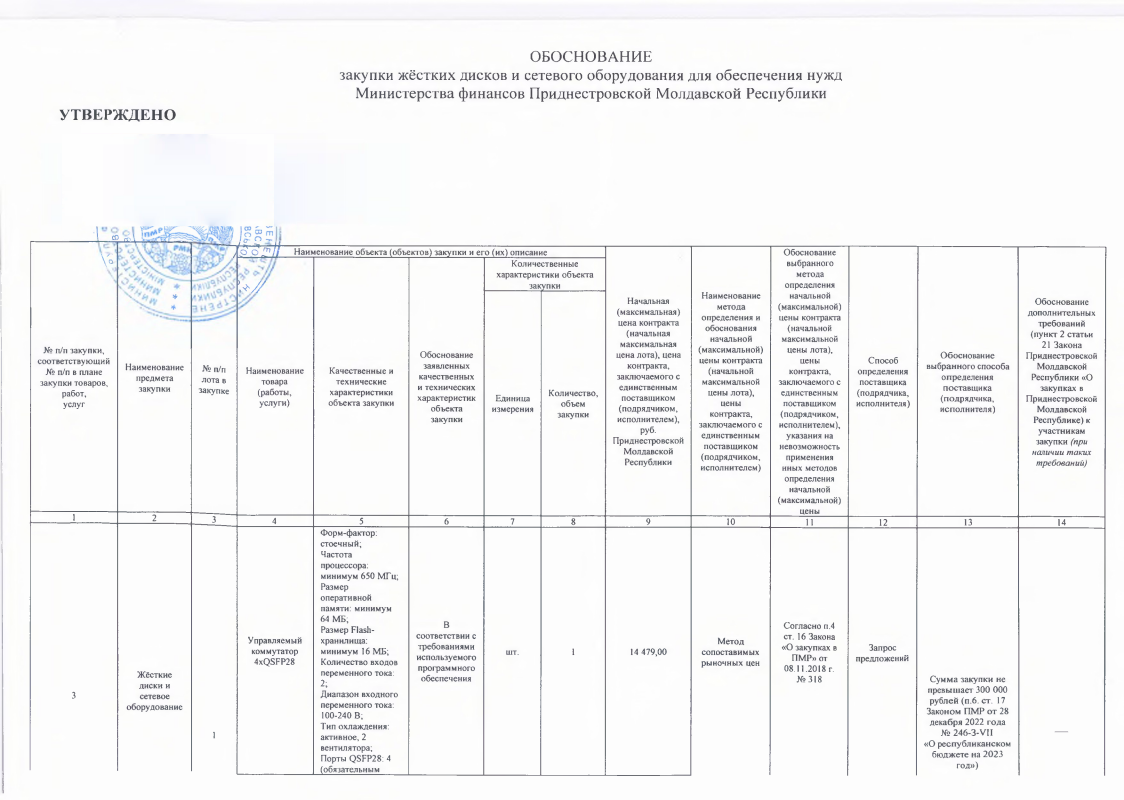 ОБОСНОВАНИЕ
закупки жёстких дисков и сетевого оборудования для обеспечения нужд
Министерства финансов Приднестровской Молдавской Республики
УТВЕРЖДЕНО
ПМР
РМН
№ п/п закупки,
соответствующий
№ п/п в плане
закупки товаров,
работ,
услуг
Наименование
предмета
закупки
№ п/п
лота в
закупке
Наименование объекта (объектов) закупки и его (их) описание
Наименование
товара
(работы,
услуги)
Качественные и
технические
характеристики
объекта закупки
Обоснование
заявленных
качественных
и технических
характеристик
объекта
закупки
Количественные
характеристики объекта
закупки
Единица
измерения
Количество,
объем
закупки
Начальная
(максимальная)
цена контракта
(начальная
максимальная
цена лота), цена
контракта,
заключаемого с
единственным
поставщиком
(подрядчиком,
исполнителем),
руб.
Приднестровской
Молдавской
Республики
Наименование
метода
определения и
обоснования
начальной
(максимальной)
цены контракта
(начальной
максимальной
цены лота),
цены
контракта,
заключаемого с
единственным
поставщиком
(подрядчиком,
исполнителем)
Обоснование
выбранного
метода
определения
начальной
(максимальной)
цены контракта
(начальной
максимальной
цены лота),
цены
контракта,
заключаемого с
единственным
поставщиком
(подрядчиком,
исполнителем),
указания на
невозможность
применения
иных методов
определения
начальной
(максимальной)
цены
Способ
определения
поставщика
(подрядчика,
исполнителя)
Обоснование
выбранного способа
определения
поставщика
(подрядчика,
исполнителя)
Обоснование
дополнительных
требований
(пункт 2 статьи
21 Закона
Приднестровской
Молдавской
Республики «О
закупках в
Приднестровской
Молдавской
Республике) к
участникам
закупки (при
наличии таких
требований)
1 2 3 4 5 6 7 8 9 10 11 12 13 14
3
Жёсткие
диски и
сетевое
оборудование
1
Управляемый
коммутатор
4xQSFP28
Форм-фактор:
стоечный;
Частота
процессора:
минимум 650 МГц;
Размер
оперативной
памяти: минимум
64 МБ;
Размер Flash-
хранилища:
минимум 16 МБ;
Количество входов
переменного тока:
2;
Диапазон входного
переменного тока:
100-240 В;
Тип охлаждения:
активное, 2
вентилятора;
Порты QSFP28: 4
(обязательным
В
соответствии с
требованиями
используемого
программного
обеспечения
шт.
1
14 479,00
Метод
сопоставимых
рыночных цен
Согласно п.4
ст. 16 Закона
«О закупках в
ПМР» от
08.11.2018 г.
№ 318
Запрос
предложений
Сумма закупки не
превышает 300 000
рублей (п.6. ст. 17
Законом ПМР от 28
декабря 2022 года
№ 246-З-VII
«О республиканском
бюджете на 2023
год»)
—